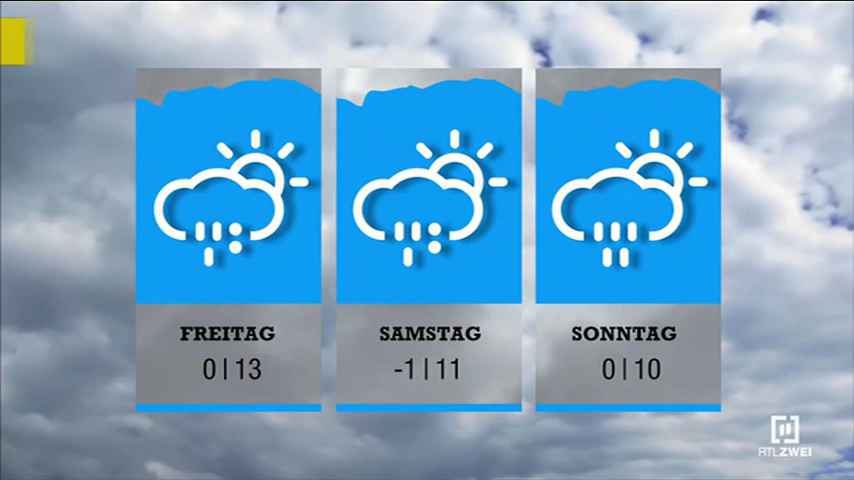 FREITAG
0|13
SAMSTAG
-1|11
SONNTAG
0|10
RTLZWEI